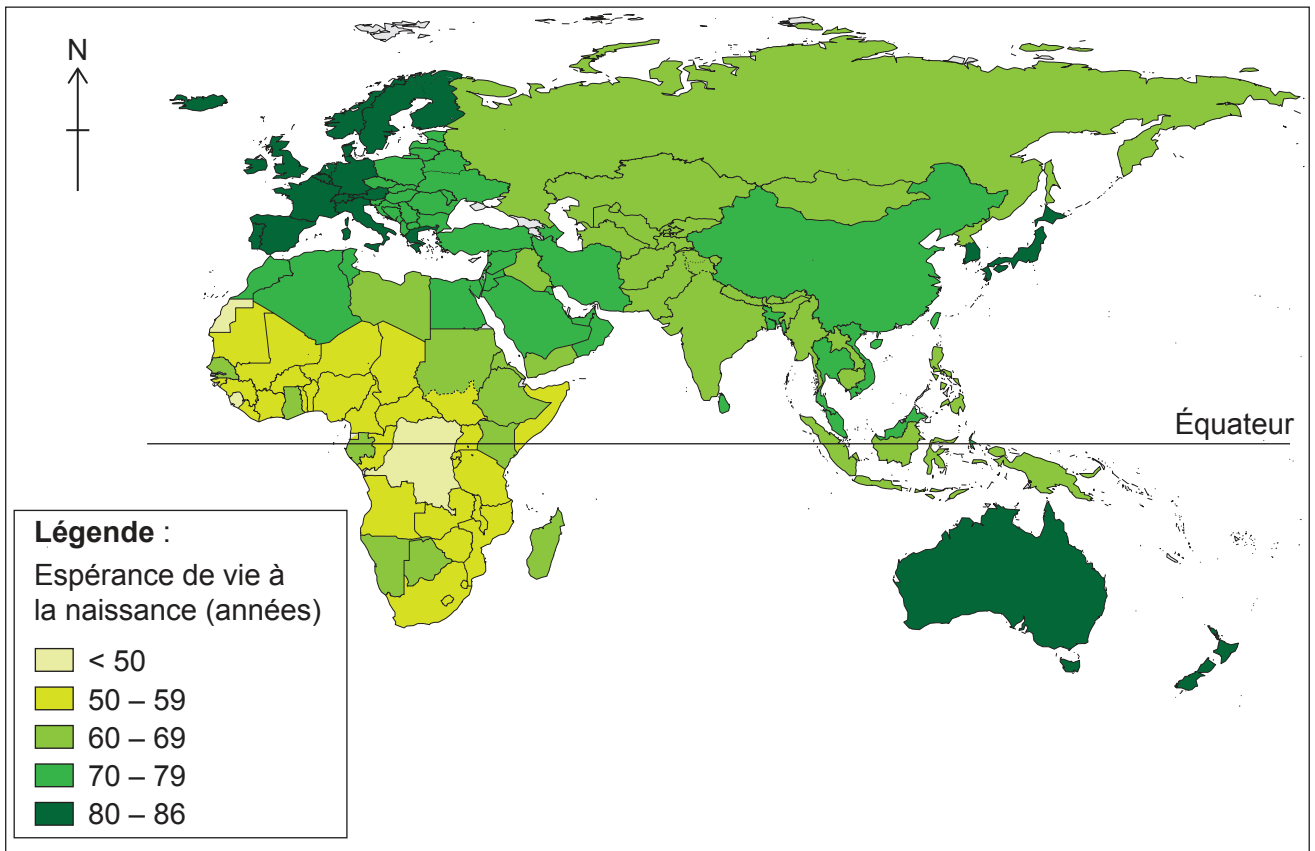 N
Équateur
Légende :
Espérance de vie à
la naissance (années)
< 50
50 – 59
60 – 69
70 – 79
80 – 86